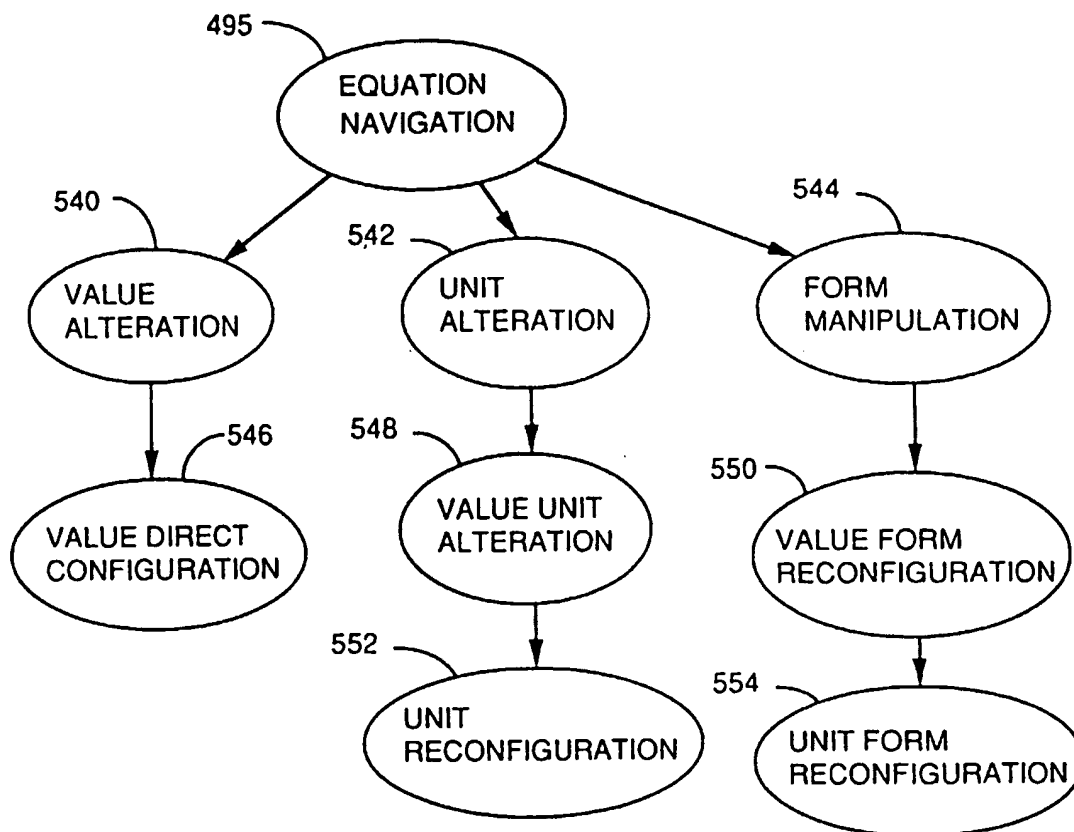 495
EQUATION
NAVIGATION
540
VALUE
ALTERATION
542
UNIT
ALTERATION
544
FORM
MANIPULATION
546
VALUE DIRECT
CONFIGURATION
548
VALUE UNIT
ALTERATION
550
VALUE FORM
RECONFIGURATION
552
UNIT
RECONFIGURATION
554
UNIT FORM
RECONFIGURATION